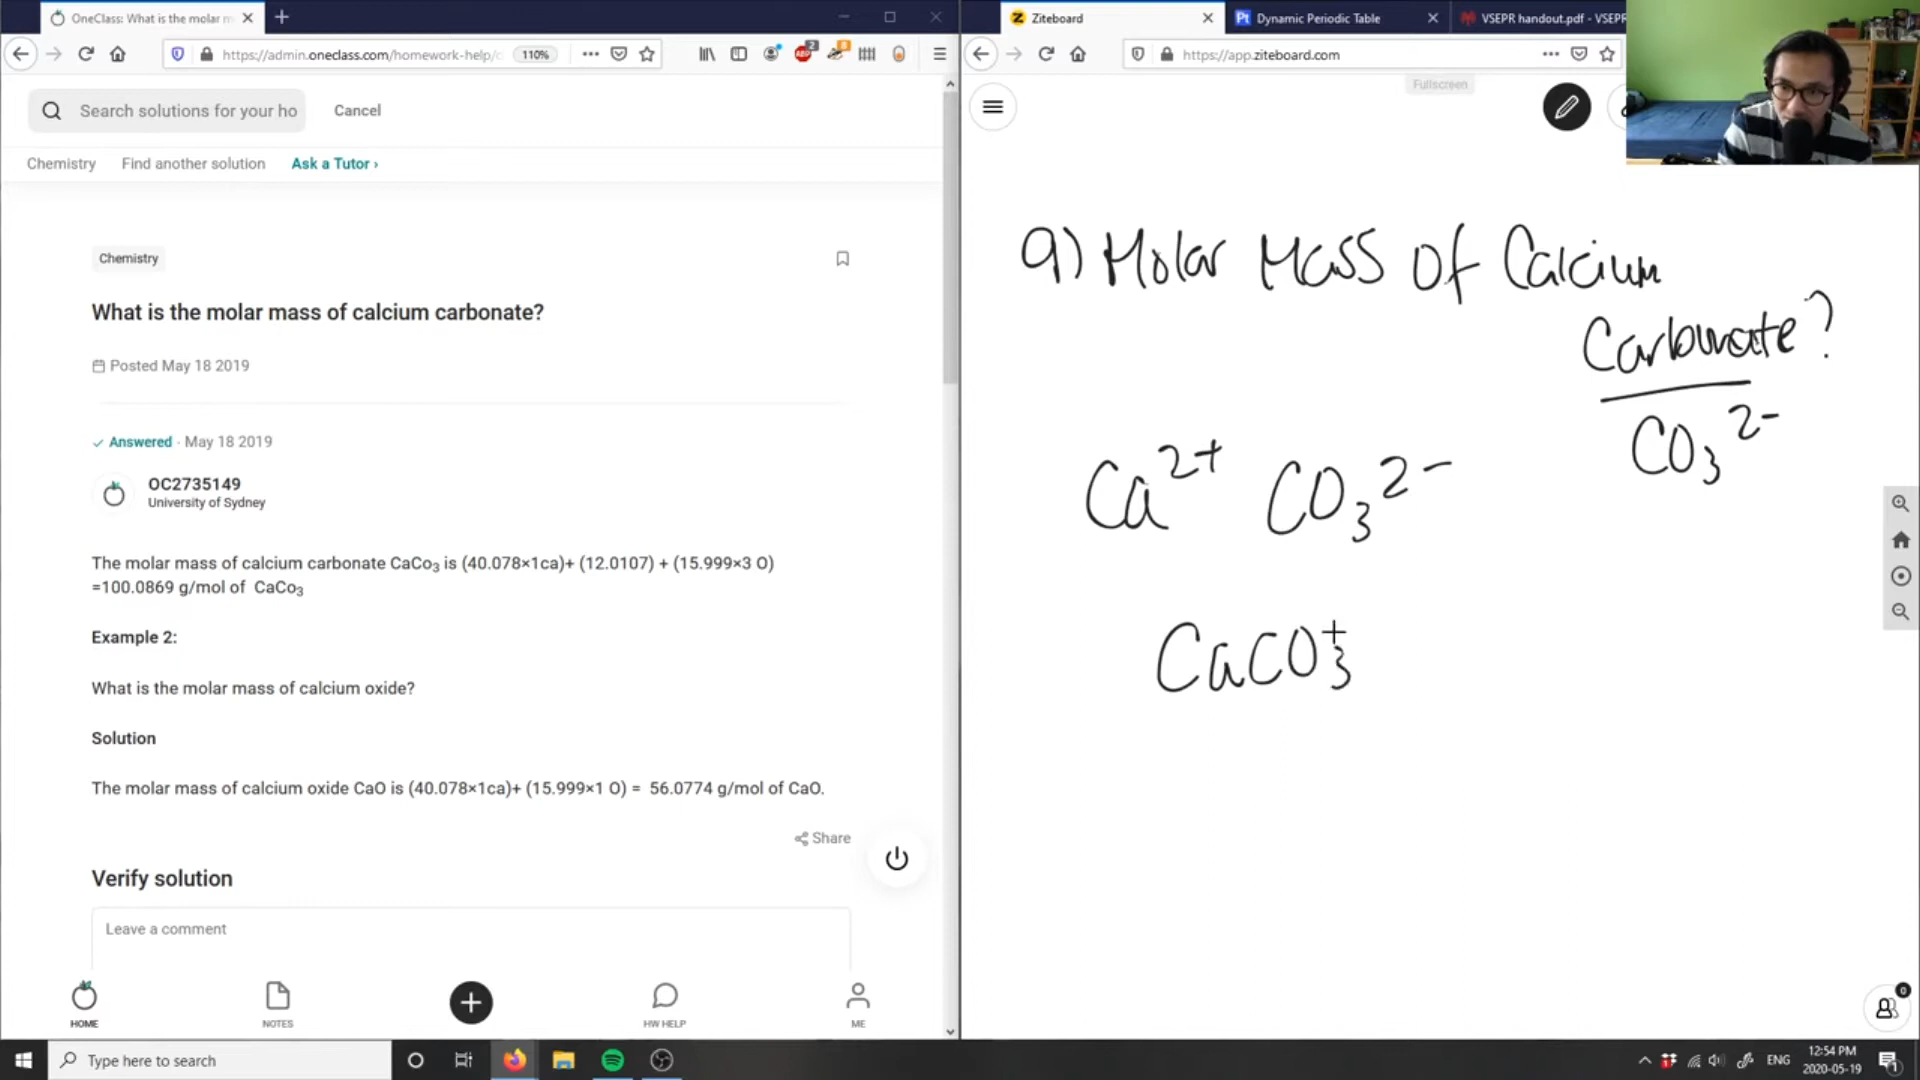 OneClass: What is the molar m
https://admin.oneclass.com/homework-help/c
110%
2
8
Search solutions for your ho
Cancel
Chemistry
Find another solution
Ask a Tutor ›
Chemistry
What is the molar mass of calcium carbonate?
Posted May 18 2019
Answered · May 18 2019
OC2735149
University of Sydney
The molar mass of calcium carbonate CaCo₃ is (40.078×1ca)+ (12.0107) + (15.999×3 O)
=100.0869 g/mol of CaCo₃
Example 2:
What is the molar mass of calcium oxide?
Solution
The molar mass of calcium oxide CaO is (40.078×1ca)+ (15.999×1 O) = 56.0774 g/mol of CaO.
Share
Verify solution
Leave a comment
HOME
NOTES
HW HELP
ME
Ziteboard
Dynamic Periodic Table
VSEPR handout.pdf - VSEPR
https://app.ziteboard.com
Fullscreen
9) Molar Mass Of Calcium
Carbonate?
CO₃²⁻
Ca²⁺ CO₃²⁻
CaCO₃
0
Type here to search
ENG
12:54 PM
2020-05-19
1